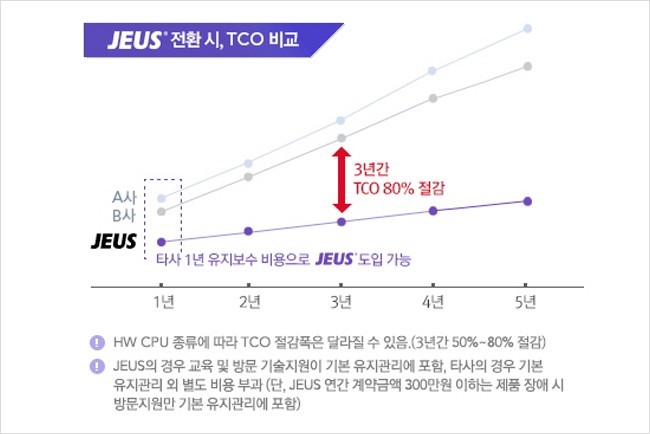 JEUS® 전환 시, TCO 비교
3년간
TCO 80% 절감
A사
B사
JEUS
타사 1년 유지보수 비용으로 JEUS® 도입 가능
1년 2년 3년 4년 5년
! HW CPU 종류에 따라 TCO 절감폭은 달라질 수 있음.(3년간 50%~80% 절감)
! JEUS의 경우 교육 및 방문 기술지원이 기본 유지관리에 포함, 타사의 경우 기본
유지관리 외 별도 비용 부과 (단, JEUS 연간 계약금액 300만원 이하는 제품 장애 시
방문지원만 기본 유지관리에 포함)